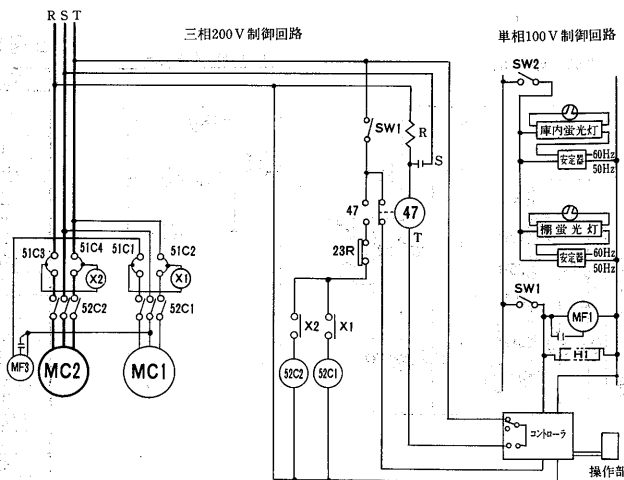 R S T
三相200V制御回路
単相100V制御回路
SW2
庫内蛍光灯
安定器
60Hz
50Hz
棚蛍光灯
安定器
60Hz
50Hz
SW1
R
S
47
47
T
23R
51C3
51C4
51C1
51C2
X2
X1
52C2
52C1
X2
X1
52C2
52C1
MF3
MC2
MC1
SW1
MF1
H1
コントローラ
操作部